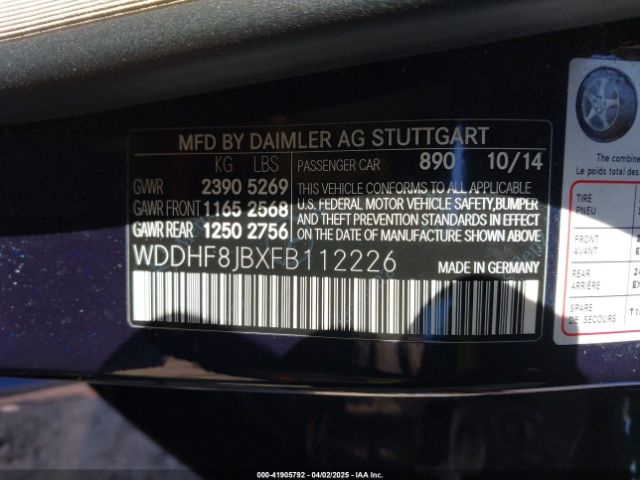 MFD BY DAIMLER AG STUTTGART
KG LBS PASSENGER CAR 890 10/14
GVWR 2390 5269
GAWR FRONT 1165 2568
GAWR REAR 1250 2756
THIS VEHICLE CONFORMS TO ALL APPLICABLE
U.S. FEDERAL MOTOR VEHICLE SAFETY,BUMPER
AND THEFT PREVENTION STANDARDS IN EFFECT
ON THE DATE OF MANUFACTURE SHOWN ABOVE
WDDHF8JBXFB112226 MADE IN GERMANY
The combine
Le poids total des
TIRE
PNEU
FRONT
AVANT
REAR
ARRIÈRE
SPARE
DE SECOURS
000-41905792 04/02/2025 IAAI.com